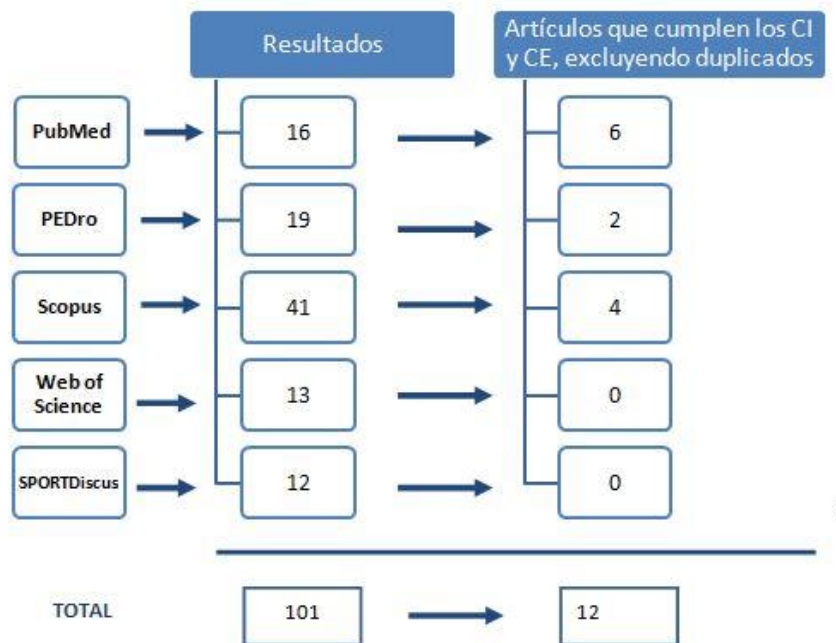 Resultados
Artículos que cumplen los CI
y CE, excluyendo duplicados
PubMed
16
6
PEDro
19
2
Scopus
41
4
Web of
Science
13
0
SPORTDiscus
12
0
TOTAL
101
12